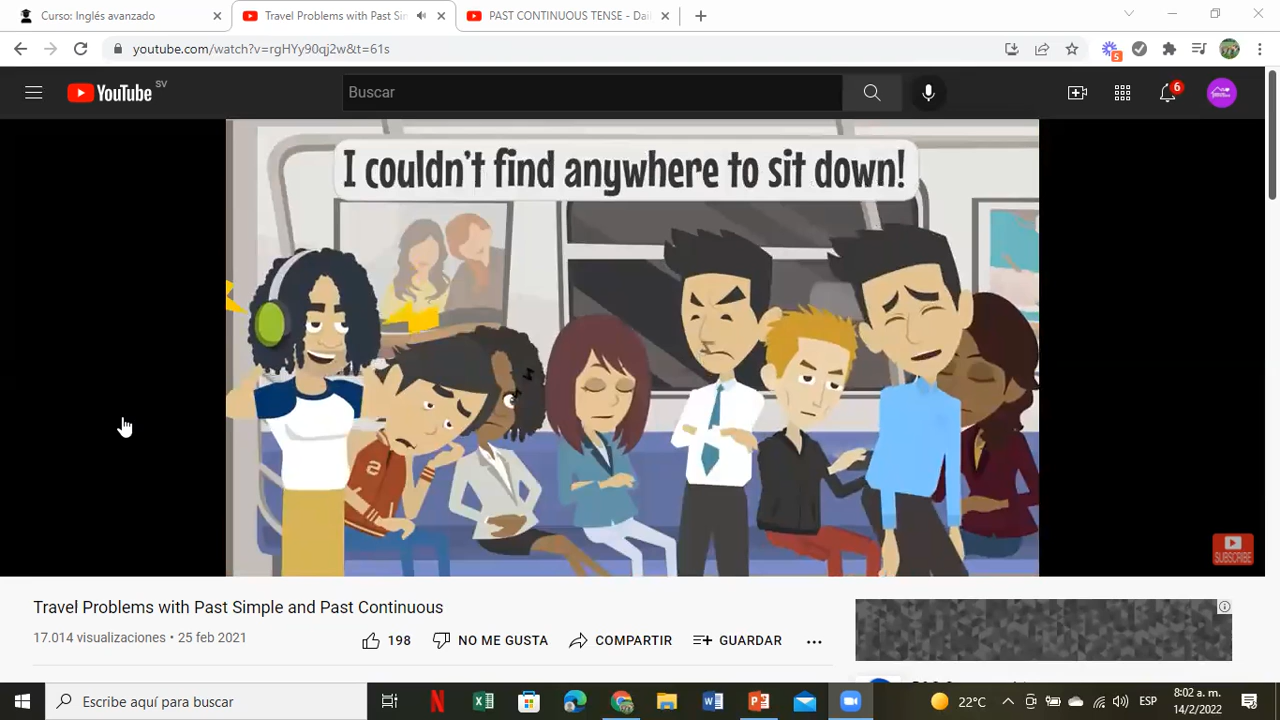 Curso: Inglés avanzado
Travel Problems with Past Sin
PAST CONTINUOUS TENSE - Dail
youtube.com/watch?v=rgHYy90qj2w&t=61s
5
YouTube SV
Buscar
6
I couldn't find anywhere to sit down!
SUBSCRIBE
Travel Problems with Past Simple and Past Continuous
17.014 visualizaciones • 25 feb 2021
198 NO ME GUSTA COMPARTIR GUARDAR
Escribe aquí para buscar
22°C
ESP
8:02 a. m.
14/2/2022